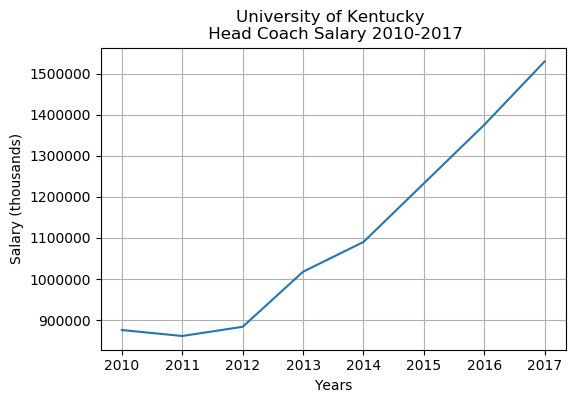 University of Kentucky
Head Coach Salary 2010-2017
Salary (thousands)
1500000
1400000
1300000
1200000
1100000
1000000
900000
2010 2011 2012 2013 2014 2015 2016 2017
Years